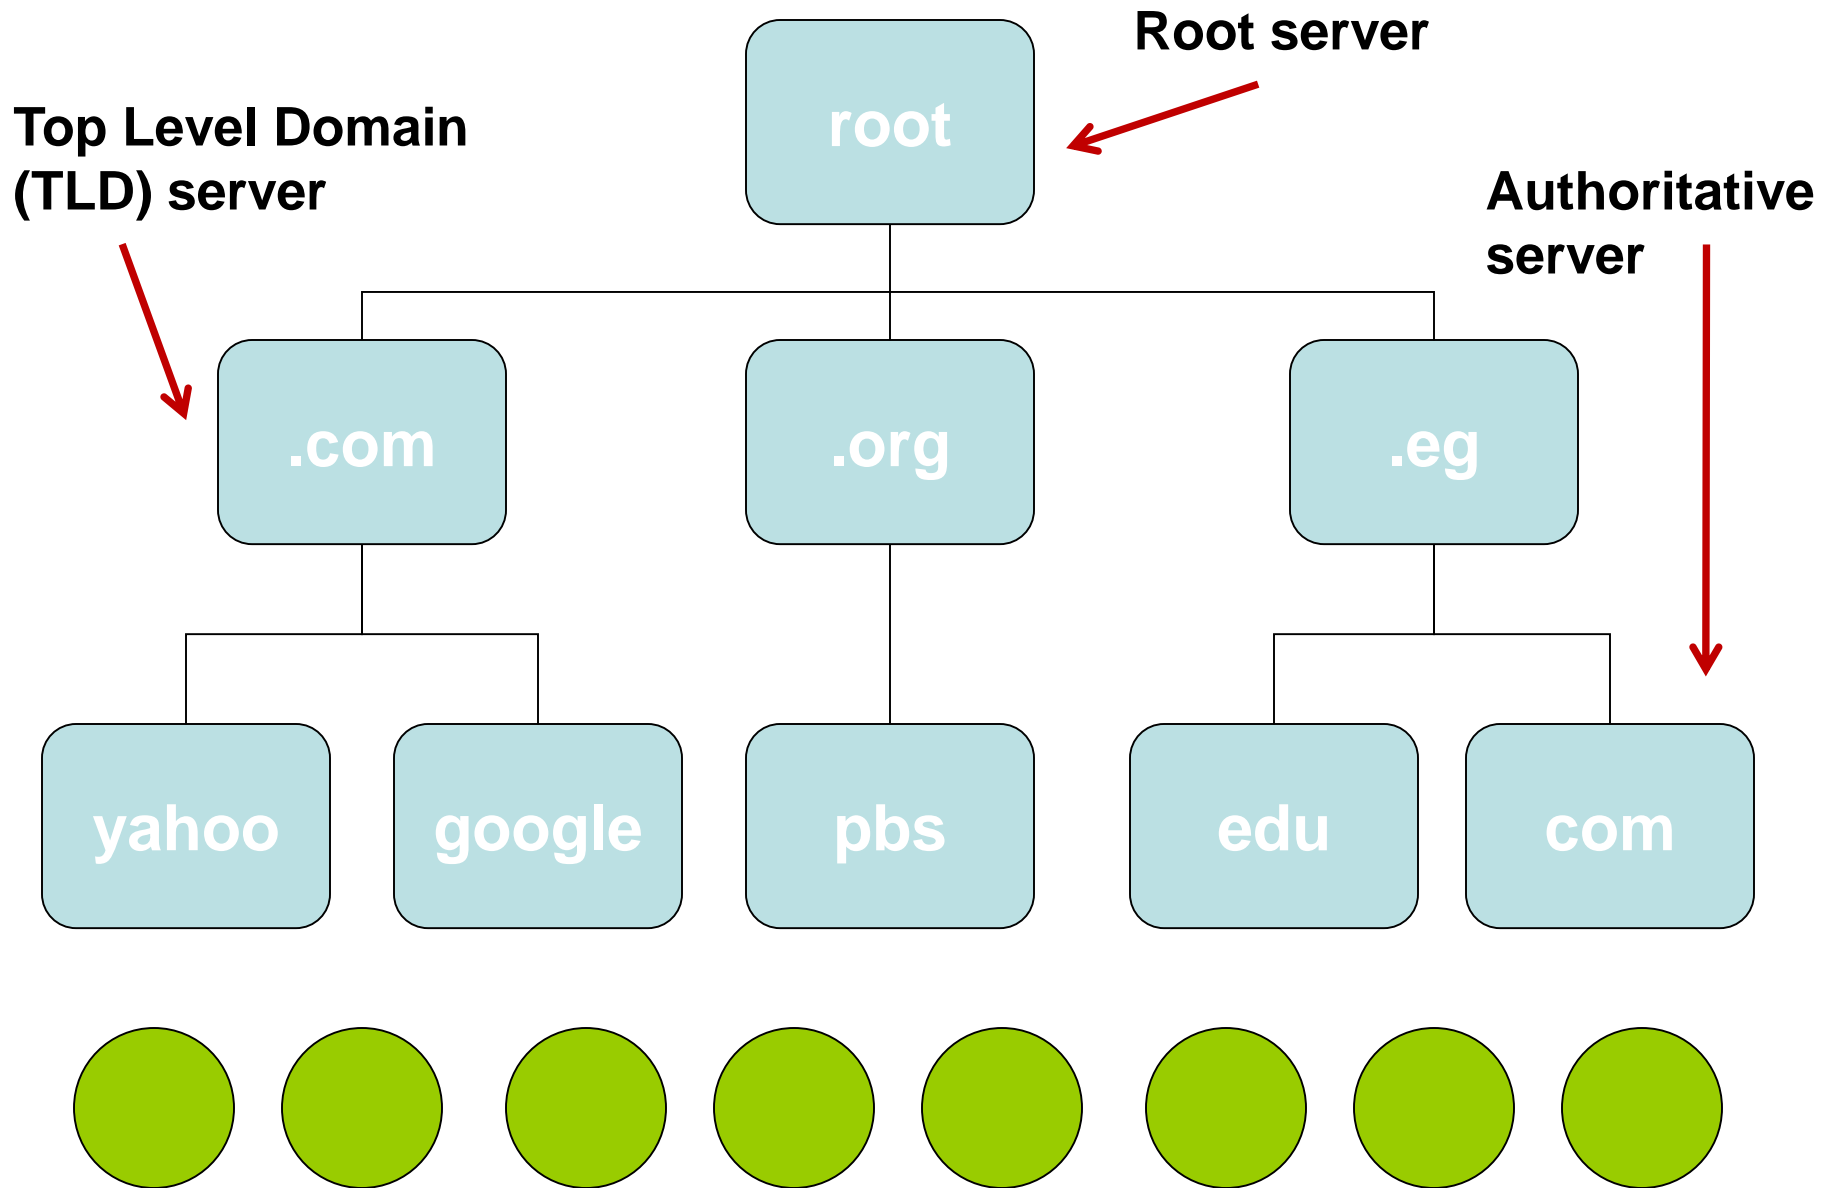 Root server
root
Top Level Domain
(TLD) server
Authoritative
server
.com
.org
.eg
yahoo
google
pbs
edu
com